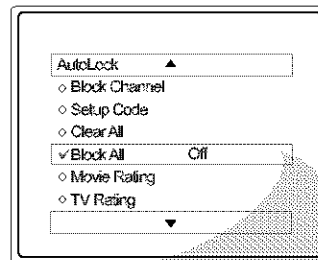 AutoLock ▲
◇ Block Channel
◇ Setup Code
◇ Clear All
✓ Block All Off
◇ Movie Rating
◇ TV Rating
▼